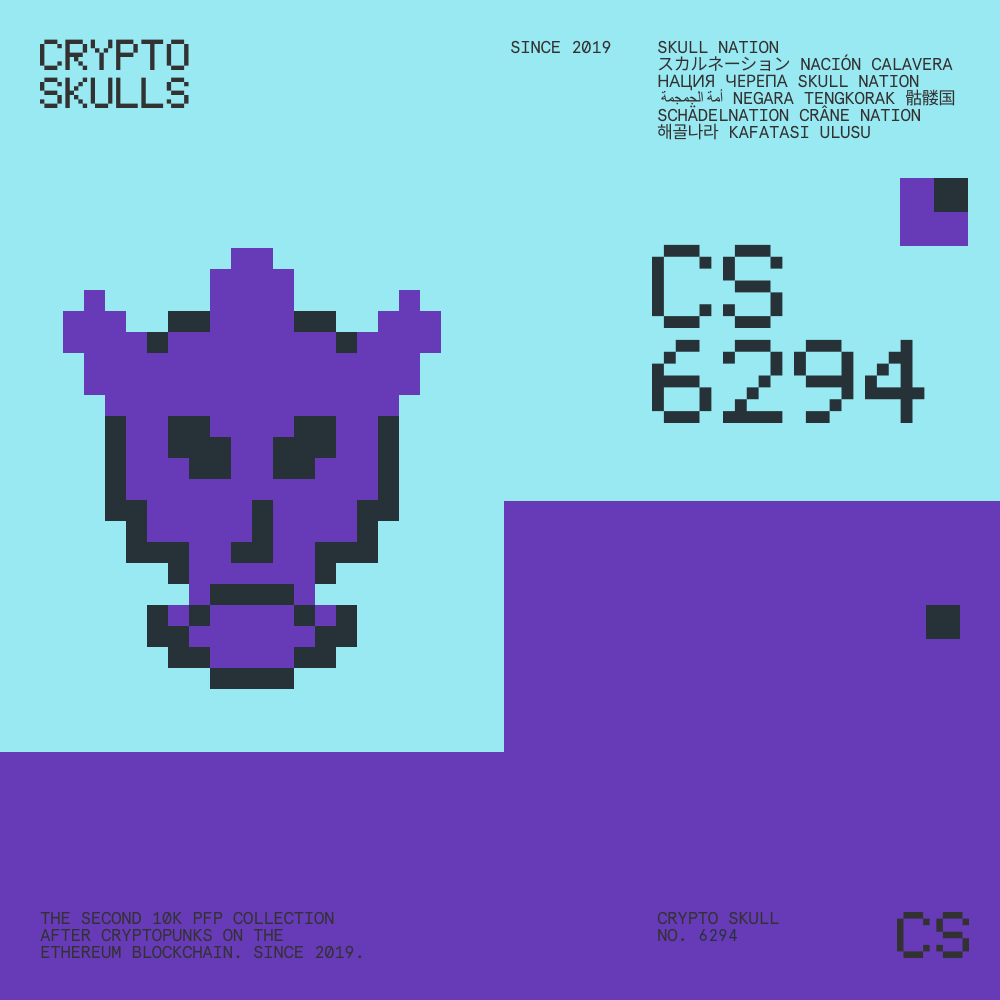 CRYPTO
SKULLS
SINCE 2019
SKULL NATION
スカルネーション NACIÓN CALAVERA
НАЦИЯ ЧЕРЕПА SKULL NATION
أمة الجمجمة NEGARA TENGKORAK 骷髅国
SCHÄDELNATION CRÂNE NATION
해골나라 KAFATASI ULUSU
CS
6294
THE SECOND 10K PFP COLLECTION
AFTER CRYPTOPUNKS ON THE
ETHEREUM BLOCKCHAIN. SINCE 2019.
CRYPTO SKULL
NO. 6294
CS